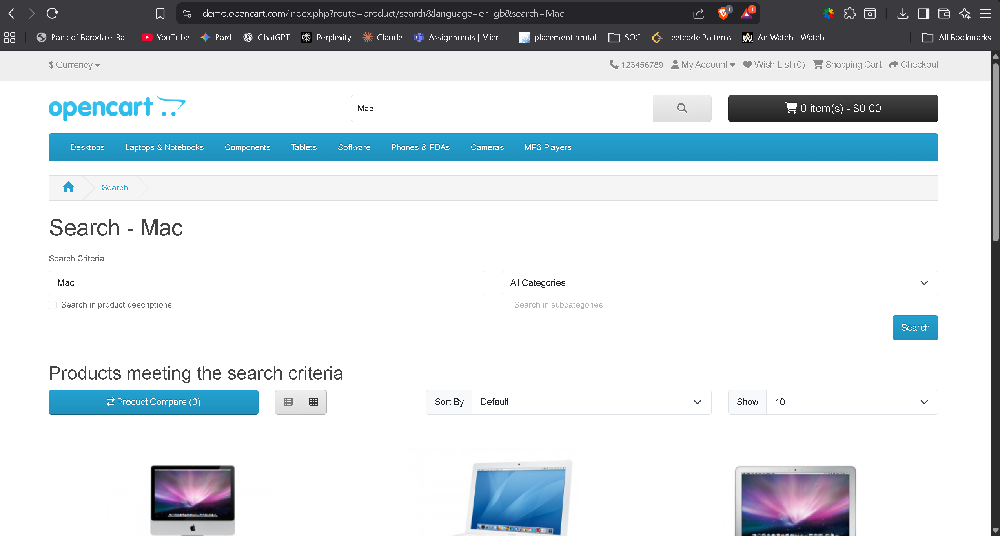 demo.opencart.com/index.php?route=product/search&language=en-gb&search=Mac
1
1
Bank of Baroda e-Ba... YouTube Bard ChatGPT Perplexity Claude Assignments | Micr... placement protal SOC Leetcode Patterns AniWatch - Watch... All Bookmarks
$ Currency 123456789 My Account Wish List (0) Shopping Cart Checkout
opencart Mac 0 item(s) - $0.00
Desktops Laptops & Notebooks Components Tablets Software Phones & PDAs Cameras MP3 Players
Search
Search - Mac
Search Criteria
Mac All Categories
Search in product descriptions Search in subcategories
Search
Products meeting the search criteria
Product Compare (0) Sort By Default Show 10